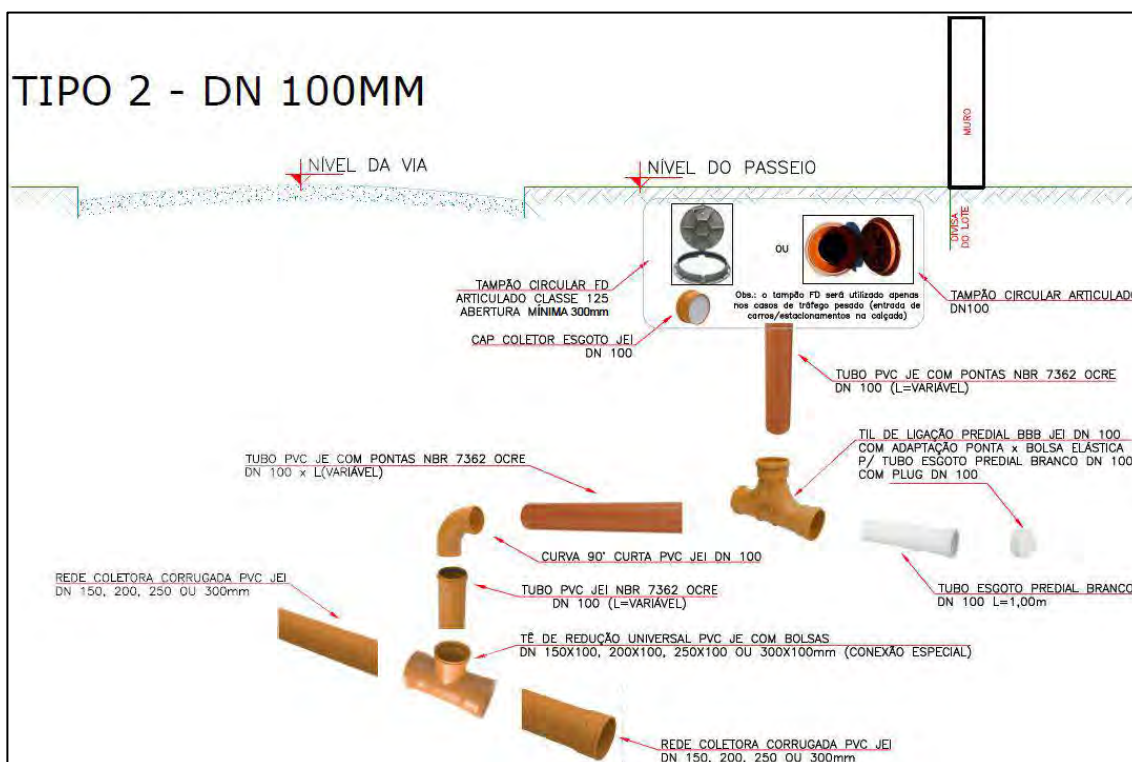 TIPO 2 - DN 100MM
MURO
NÍVEL DA VIA
NÍVEL DO PASSEIO
DIVISA
DO LOTE
OU
TAMPÃO CIRCULAR FD
ARTICULADO CLASSE 125
ABERTURA MÍNIMA 300mm
Obs.: o tampão FD será utilizado apenas
nos casos de tráfego pesado (entrada de
carros/estacionamentos na calçada)
TAMPÃO CIRCULAR ARTICULADO
DN100
CAP COLETOR ESGOTO JEI
DN 100
TUBO PVC JE COM PONTAS NBR 7362 OCRE
DN 100 (L=VARIÁVEL)
TIL DE LIGAÇÃO PREDIAL BBB JEI DN 100
COM ADAPTAÇÃO PONTA x BOLSA ELÁSTICA
P/ TUBO ESGOTO PREDIAL BRANCO DN 100
COM PLUG DN 100
TUBO PVC JE COM PONTAS NBR 7362 OCRE
DN 100 x L(VARIÁVEL)
CURVA 90° CURTA PVC JEI DN 100
REDE COLETORA CORRUGADA PVC JEI
DN 150, 200, 250 OU 300mm
TUBO PVC JEI NBR 7362 OCRE
DN 100 (L=VARIÁVEL)
TUBO ESGOTO PREDIAL BRANCO
DN 100 L=1,00m
TÊ DE REDUÇÃO UNIVERSAL PVC JE COM BOLSAS
DN 150X100, 200X100, 250X100 OU 300X100mm (CONEXÃO ESPECIAL)
REDE COLETORA CORRUGADA PVC JEI
DN 150, 200, 250 OU 300mm